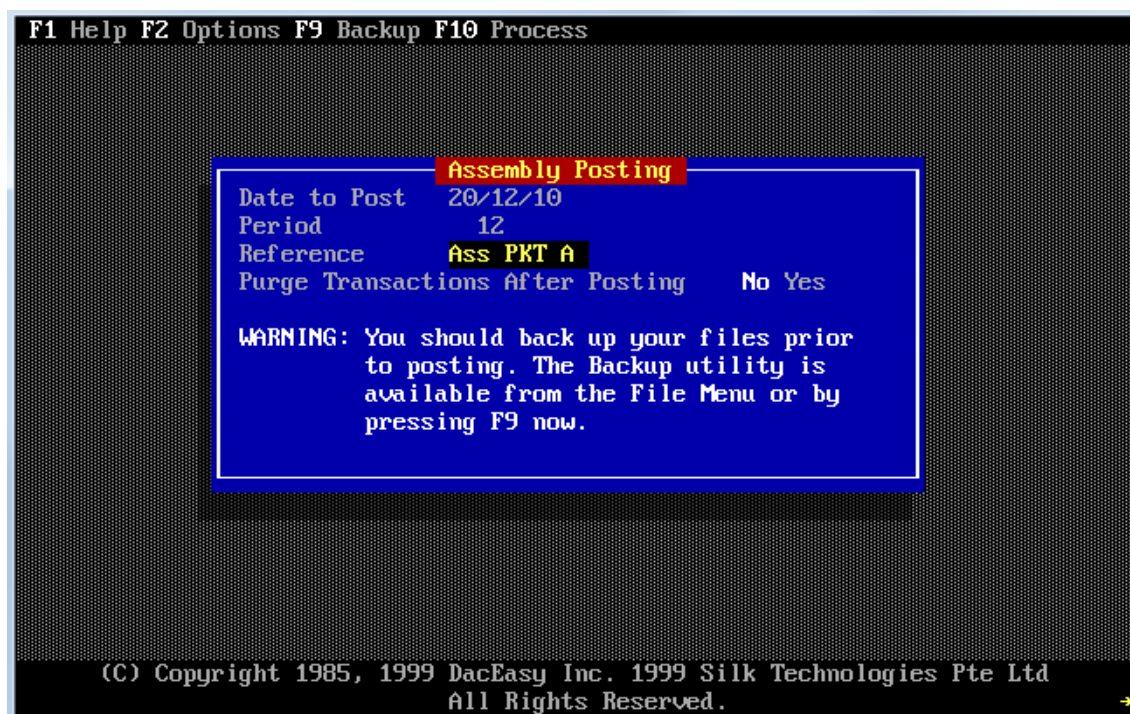 F1 Help F2 Options F9 Backup F10 Process
Assembly Posting
Date to Post 20/12/10
Period 12
Reference Ass PKT A
Purge Transactions After Posting No Yes
WARNING: You should back up your files prior
to posting. The Backup utility is
available from the File Menu or by
pressing F9 now.
(C) Copyright 1985, 1999 DacEasy Inc. 1999 Silk Technologies Pte Ltd
All Rights Reserved.